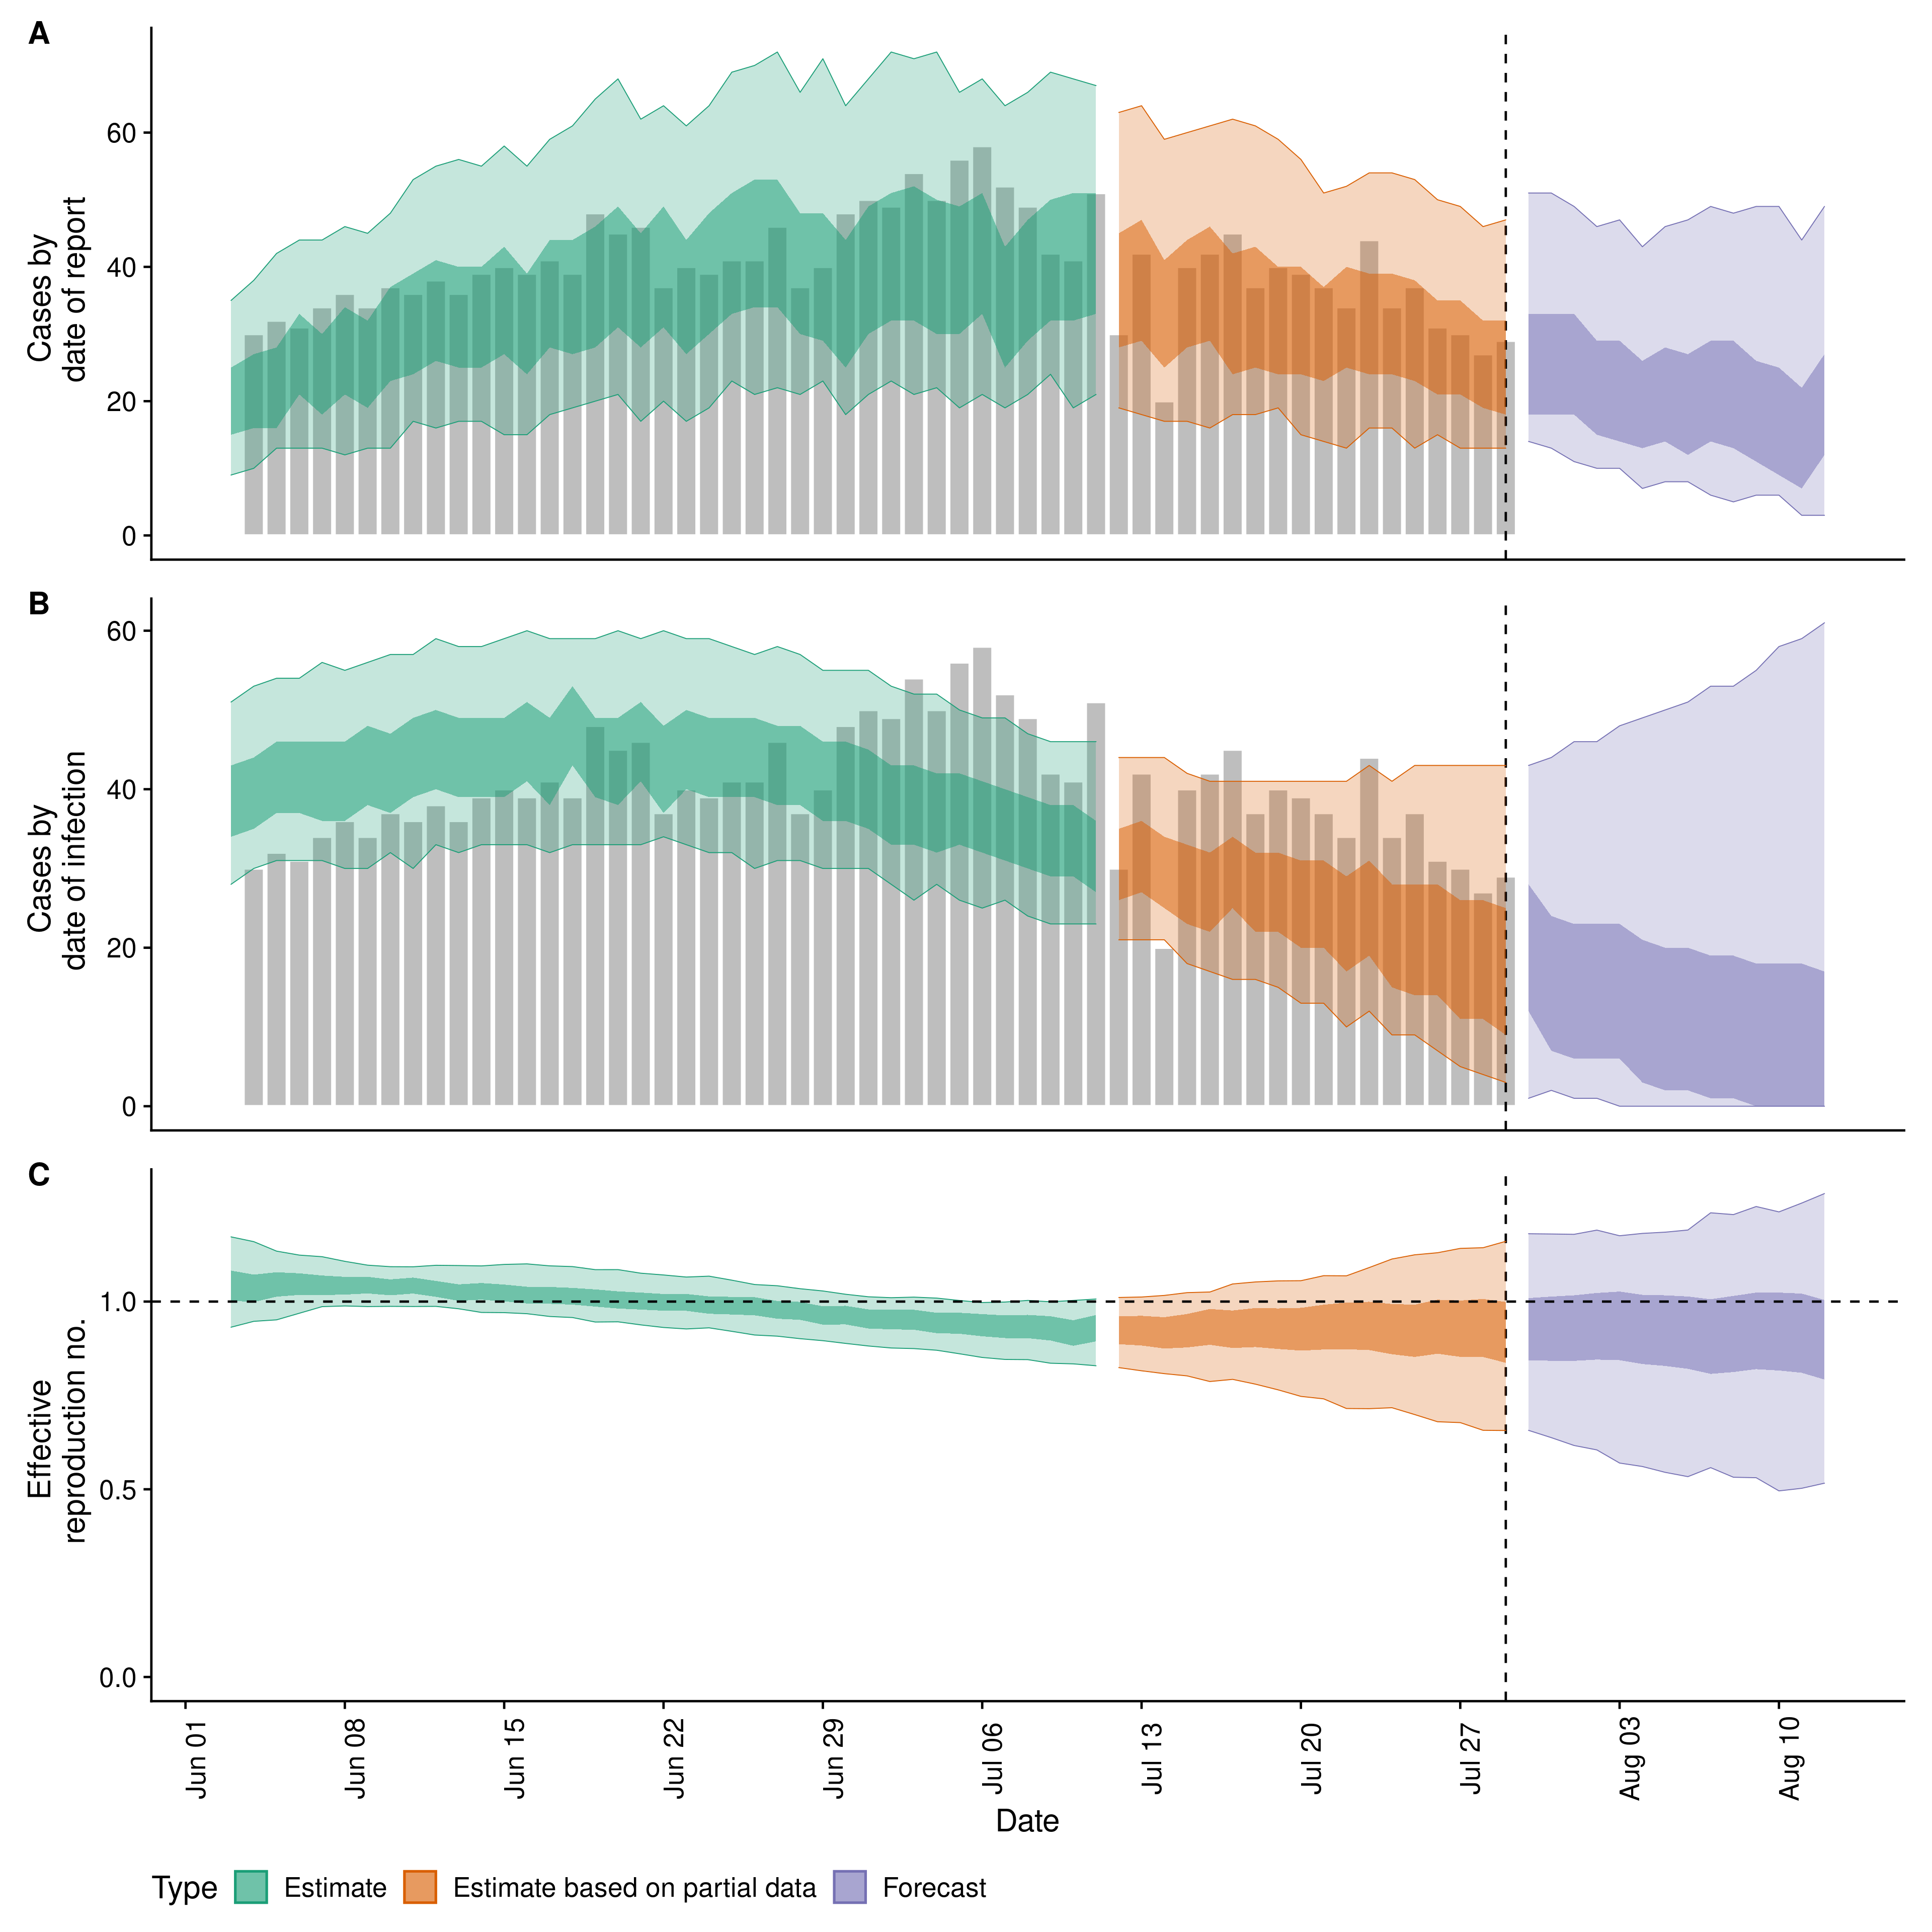 A
60
40
20
0
Cases by
date of report
B
60
40
20
0
Cases by
date of infection
C
1.0
0.5
0.0
Effective
reproduction no.
Jun 01
Jun 08
Jun 15
Jun 22
Jun 29
Jul 06
Jul 13
Jul 20
Jul 27
Aug 03
Aug 10
Date
Type Estimate Estimate based on partial data Forecast